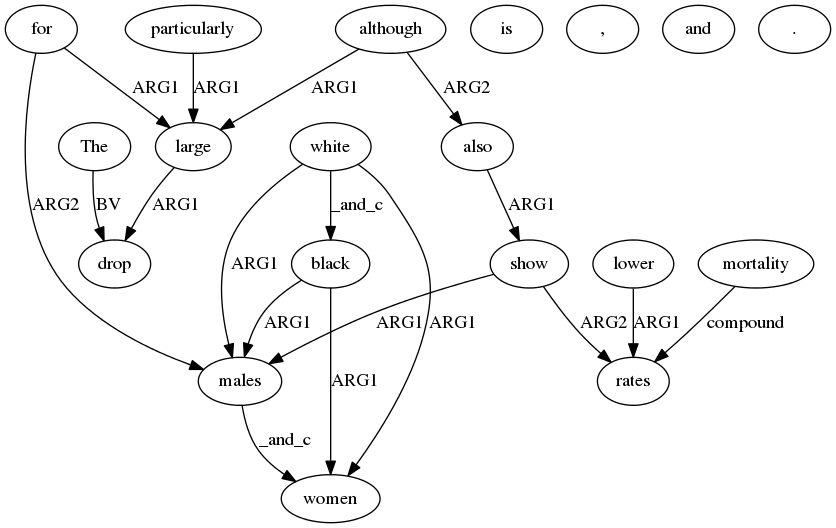 for particularly although is , and .
ARG1 ARG1 ARG1 ARG2
The large white also
ARG2 BV ARG1 _and_c ARG1
drop black show lower mortality
ARG1 ARG1 ARG1 ARG1 ARG2 ARG1 compound
males ARG1 rates
_and_c
women